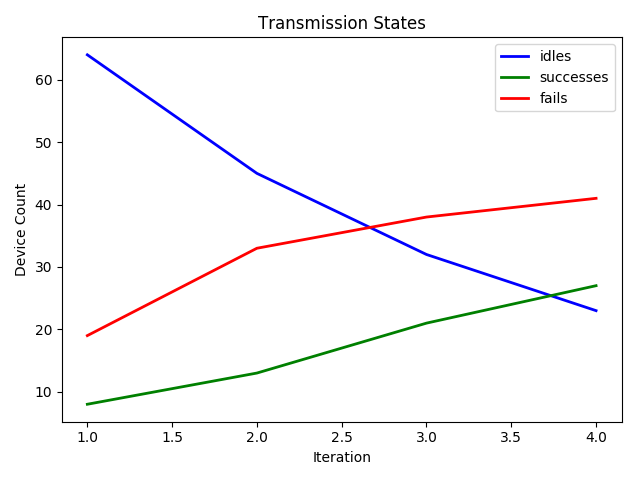 Transmission States
idles
successes
fails
Device Count
60
50
40
30
20
10
1.0 1.5 2.0 2.5 3.0 3.5 4.0
Iteration